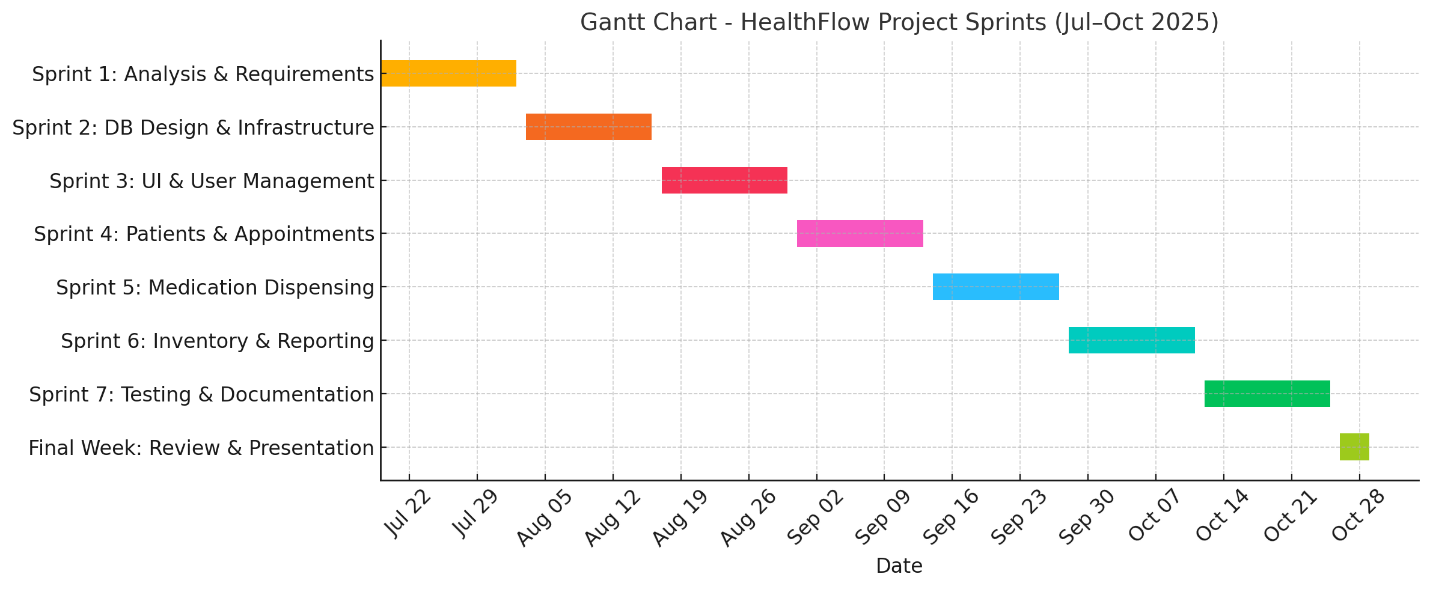 Gantt Chart - HealthFlow Project Sprints (Jul–Oct 2025)
Sprint 1: Analysis & Requirements
Sprint 2: DB Design & Infrastructure
Sprint 3: UI & User Management
Sprint 4: Patients & Appointments
Sprint 5: Medication Dispensing
Sprint 6: Inventory & Reporting
Sprint 7: Testing & Documentation
Final Week: Review & Presentation
Jul 22
Jul 29
Aug 05
Aug 12
Aug 19
Aug 26
Sep 02
Sep 09
Sep 16
Sep 23
Sep 30
Oct 07
Oct 14
Oct 21
Oct 28
Date